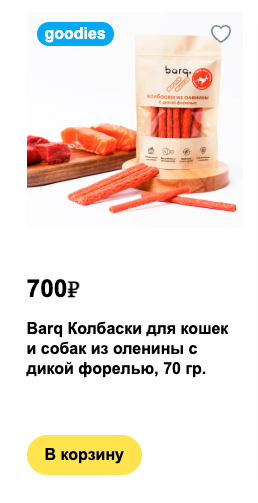 goodies
barq.
КОЛБАСКИ ИЗ ОЛЕНИНЫ
С ДИКОЙ ФОРЕЛЬЮ
700₽
Barq Колбаски для кошек
и собак из оленины с
дикой форелью, 70 гр.
В корзину